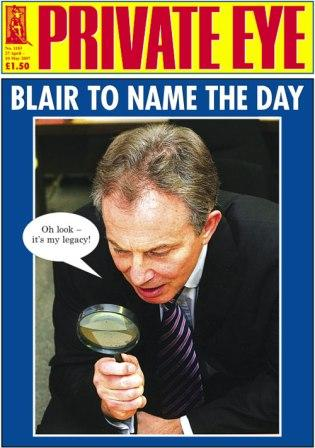 PRIVATE EYE
No. 1183
27 April –
10 May 2007
£1.50
BLAIR TO NAME THE DAY
Oh look –
it's my legacy!